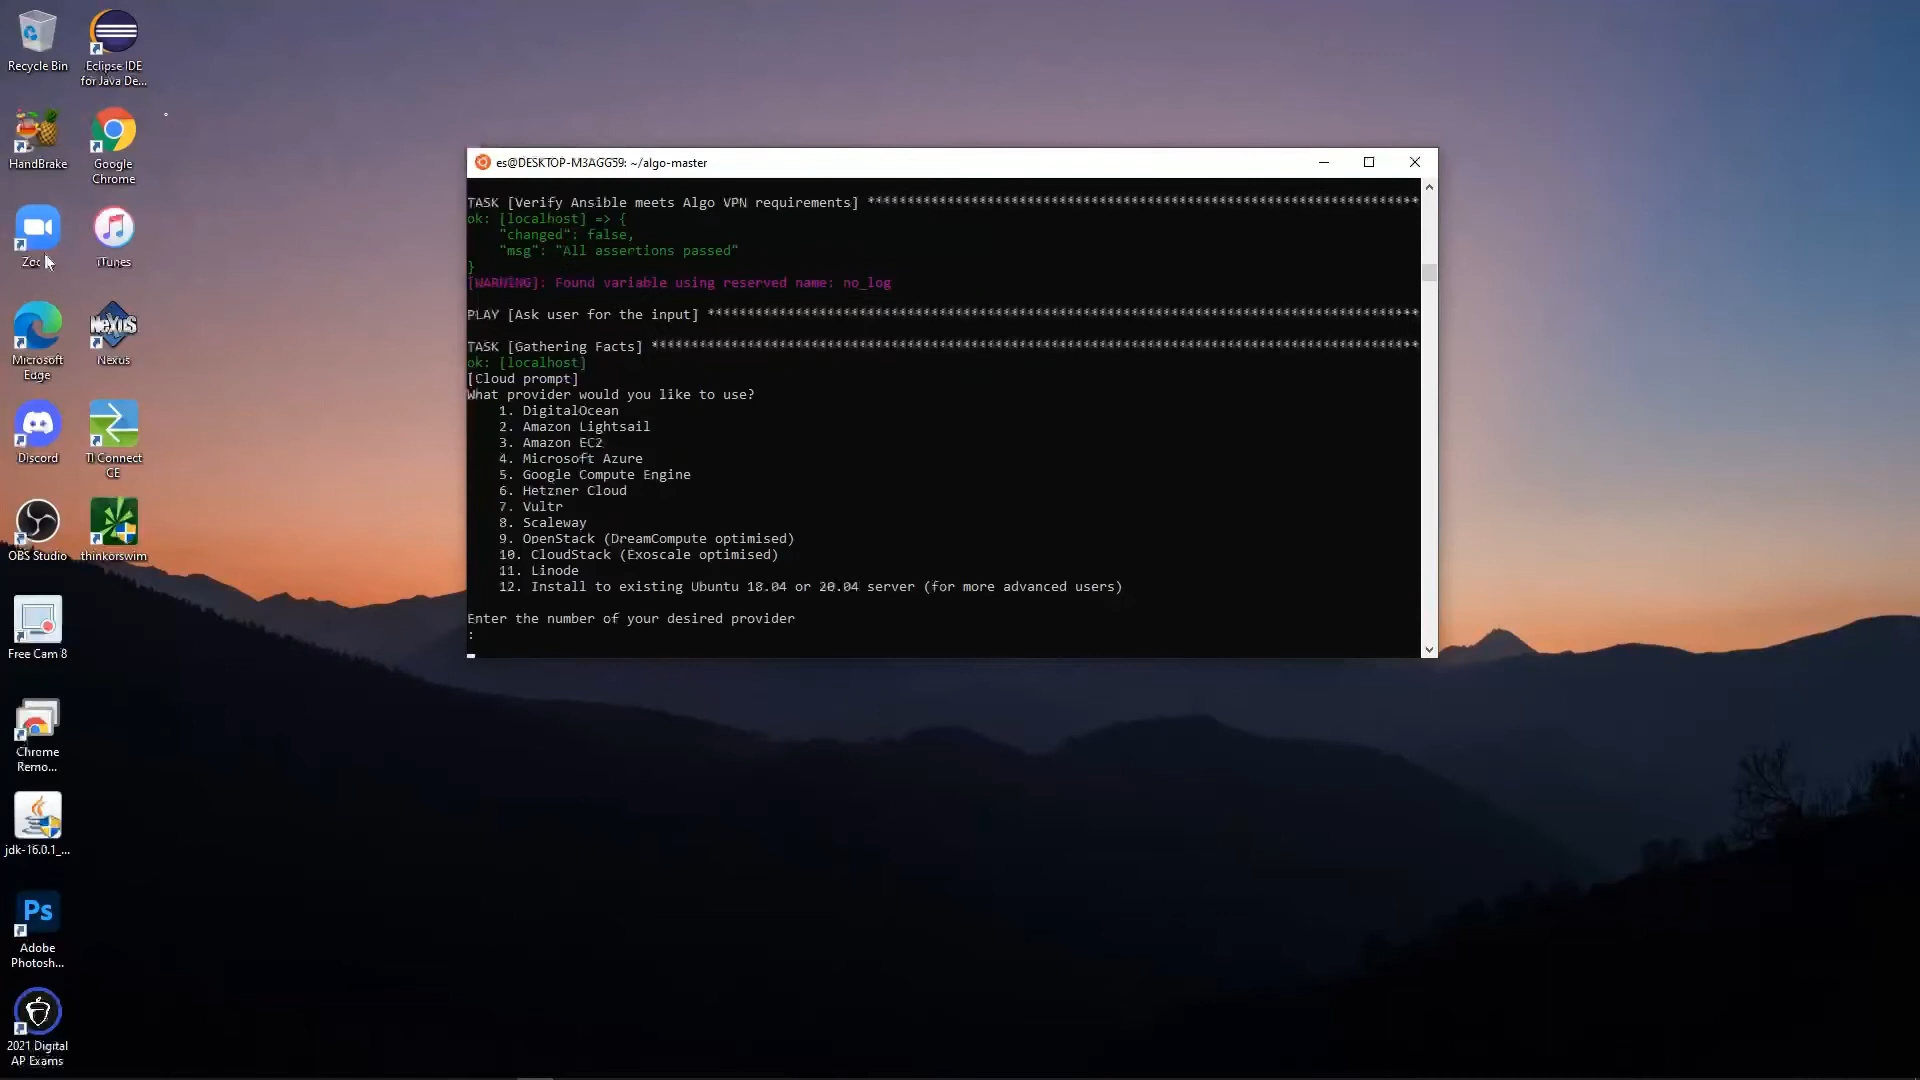 Recycle Bin
Eclipse IDE
for Java De...
HandBrake
Google
Chrome
iTunes
Microsoft
Edge
NeXuS
Nexus
Discord
TI Connect
CE
OBS Studio
thinkorswim
Free Cam 8
Chrome
Remo...
jdk-16.0.1_...
Ps
Adobe
Photosh...
2021 Digital
AP Exams
es@DESKTOP-M3AGG59: ~/algo-master
TASK [Verify Ansible meets Algo VPN requirements] *********************************************************************
ok: [localhost] => {
    "changed": false,
    "msg": "All assertions passed"
}
[WARNING]: Found variable using reserved name: no_log
PLAY [Ask user for the input] *****************************************************************************************
TASK [Gathering Facts] ************************************************************************************************
ok: [localhost]
[Cloud prompt]
What provider would you like to use?
    1. DigitalOcean
    2. Amazon Lightsail
    3. Amazon EC2
    4. Microsoft Azure
    5. Google Compute Engine
    6. Hetzner Cloud
    7. Vultr
    8. Scaleway
    9. OpenStack (DreamCompute optimised)
    10. CloudStack (Exoscale optimised)
    11. Linode
    12. Install to existing Ubuntu 18.04 or 20.04 server (for more advanced users)
Enter the number of your desired provider
: